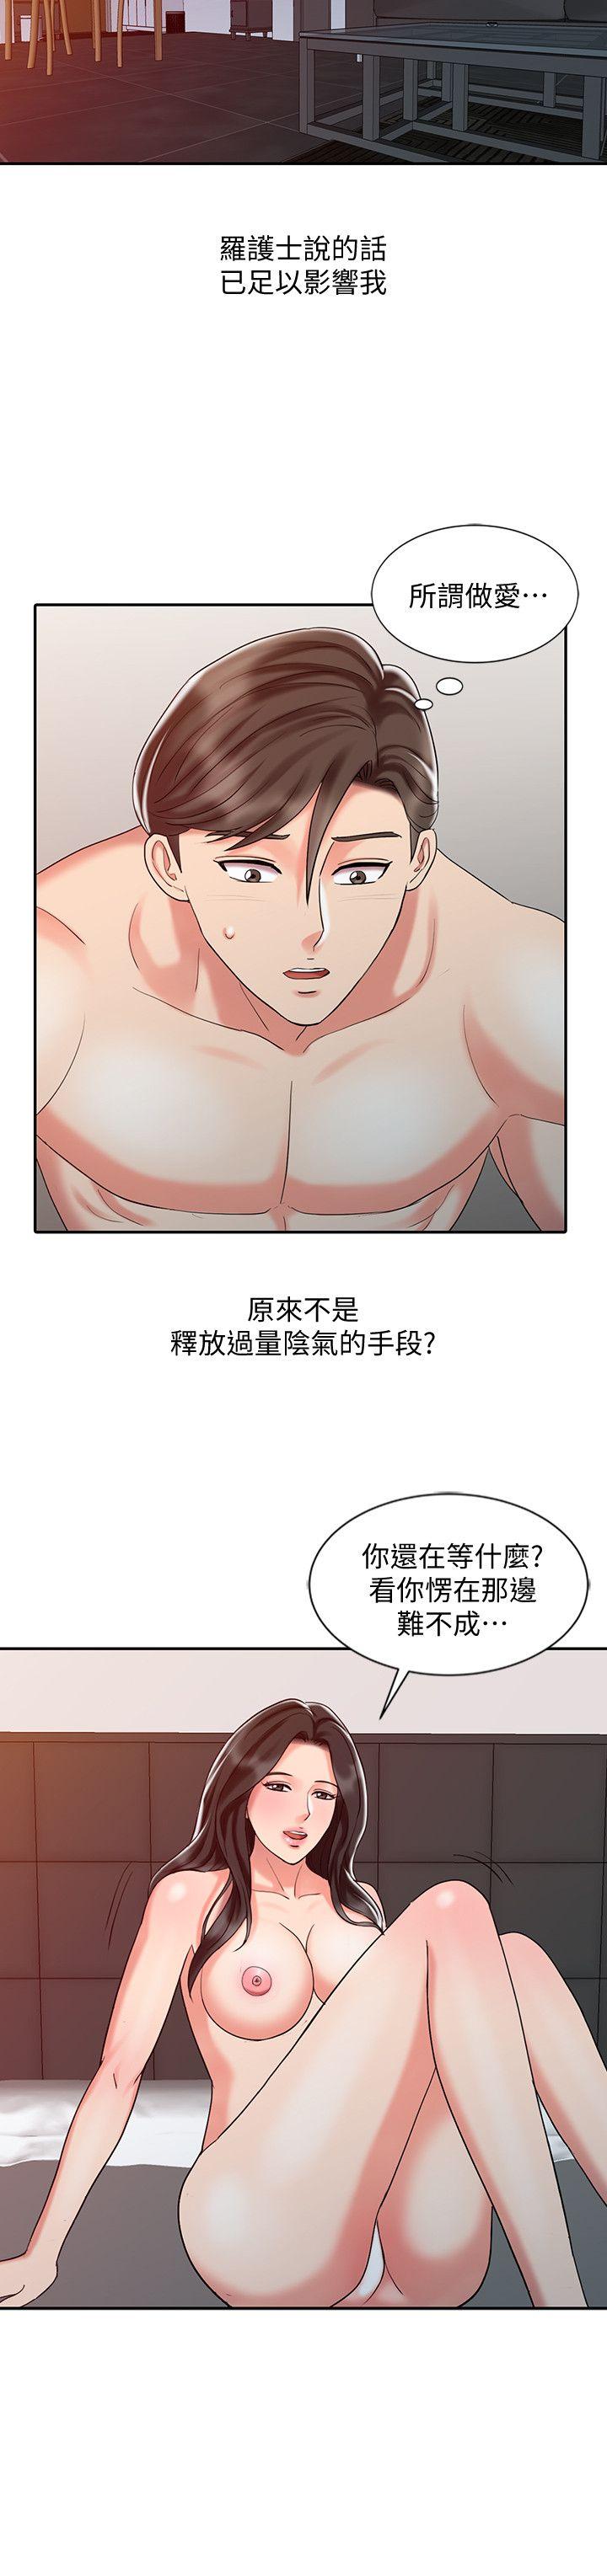 羅護士說的話
已足以影響我
所謂做愛⋯
原來不是
釋放過量陰氣的手段?
你還在等什麼?
看你愣在那邊
難不成⋯